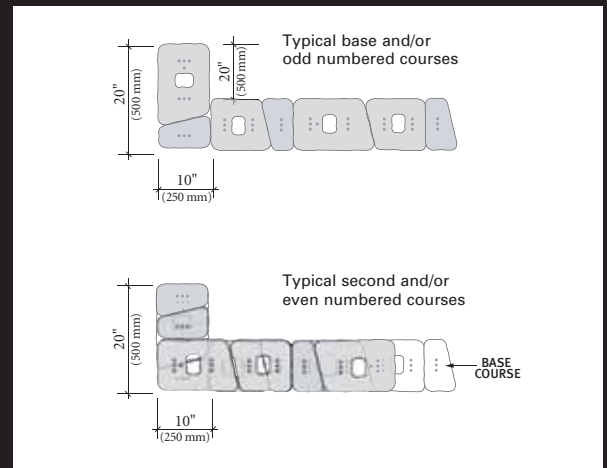 Typical base and/or
odd numbered courses
20"
(500 mm)
20"
(500 mm)
10"
(250 mm)
Typical second and/or
even numbered courses
20"
(500 mm)
BASE
COURSE
10"
(250 mm)